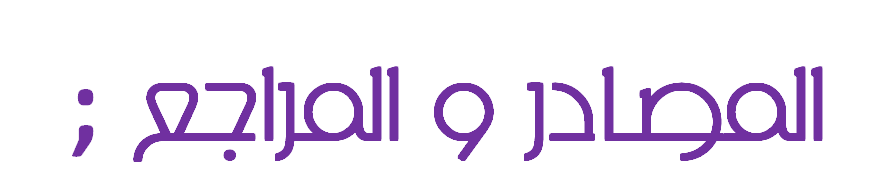 المصادر و المراجع ;